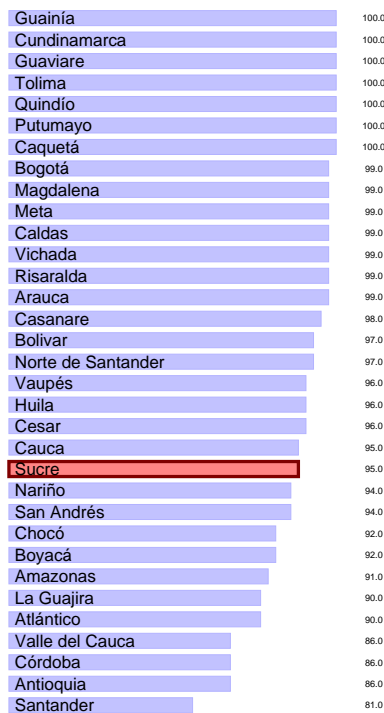 Guainía 100.0
Cundinamarca 100.0
Guaviare 100.0
Tolima 100.0
Quindío 100.0
Putumayo 100.0
Caquetá 100.0
Bogotá 99.0
Magdalena 99.0
Meta 99.0
Caldas 99.0
Vichada 99.0
Risaralda 99.0
Arauca 99.0
Casanare 98.0
Bolivar 97.0
Norte de Santander 97.0
Vaupés 96.0
Huila 96.0
Cesar 96.0
Cauca 95.0
Sucre 95.0
Nariño 94.0
San Andrés 94.0
Chocó 92.0
Boyacá 92.0
Amazonas 91.0
La Guajira 90.0
Atlántico 90.0
Valle del Cauca 86.0
Córdoba 86.0
Antioquia 86.0
Santander 81.0